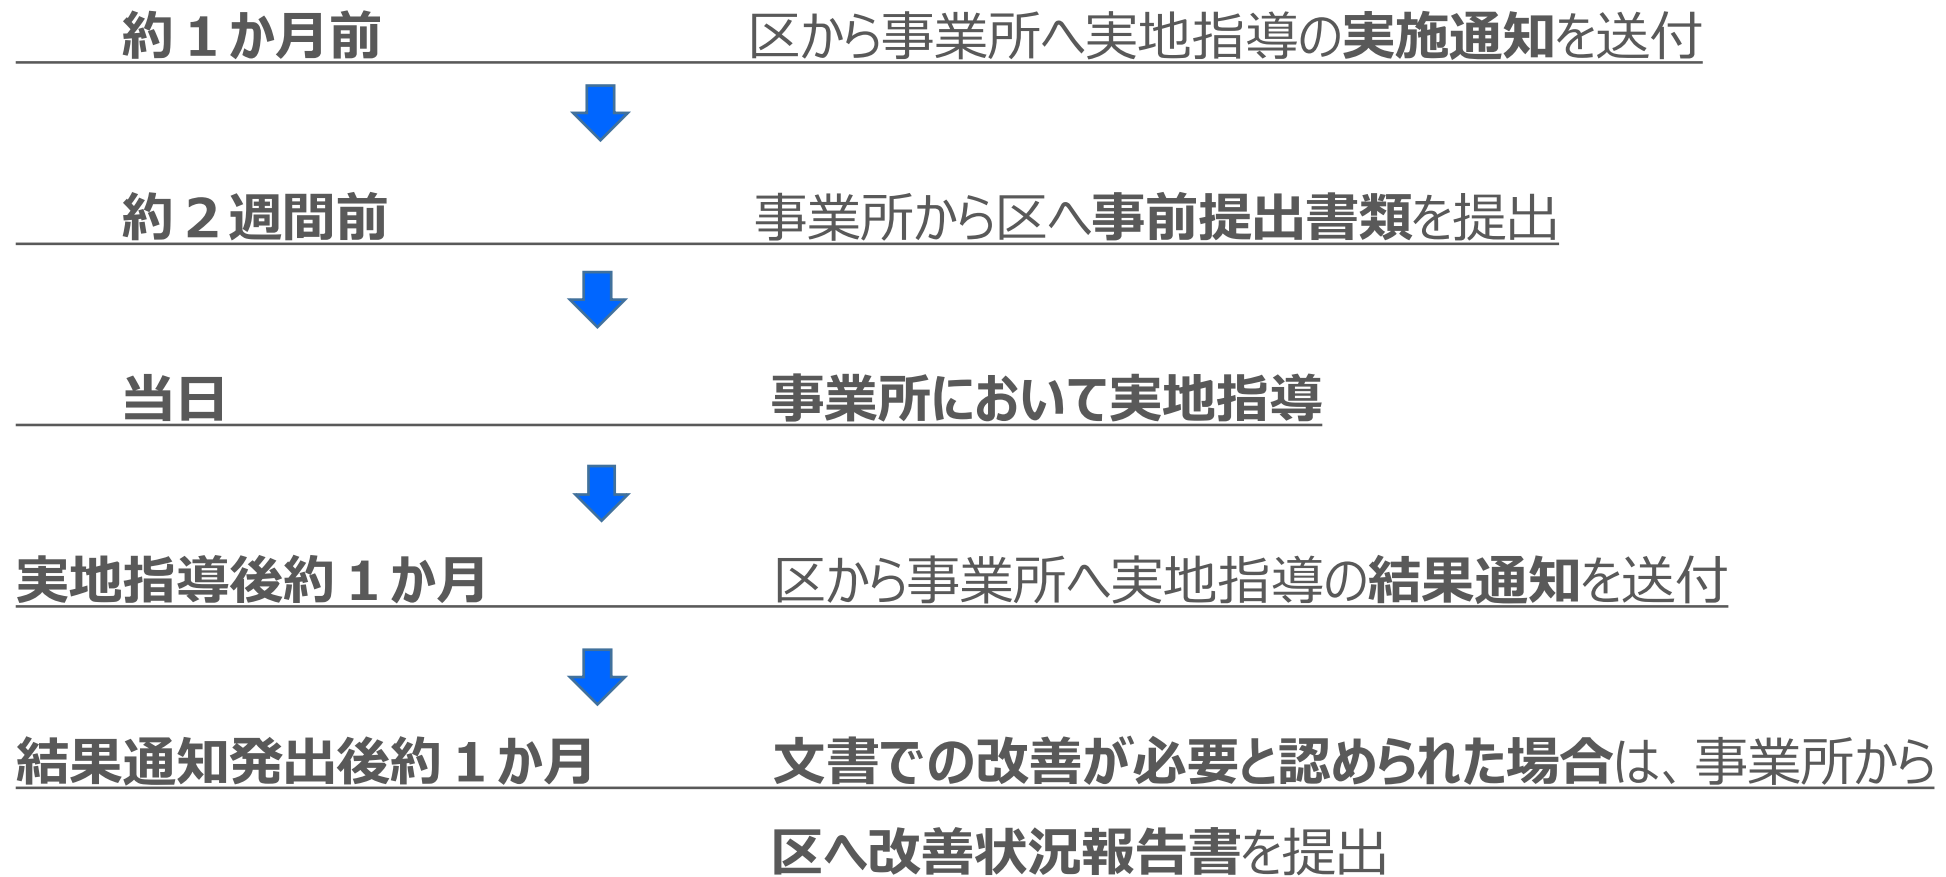 約１か月前 区から事業所へ実地指導の実施通知を送付
約２週間前 事業所から区へ事前提出書類を提出
当日 事業所において実地指導
実地指導後約１か月 区から事業所へ実地指導の結果通知を送付
結果通知発出後約１か月 文書での改善が必要と認められた場合は、事業所から
区へ改善状況報告書を提出